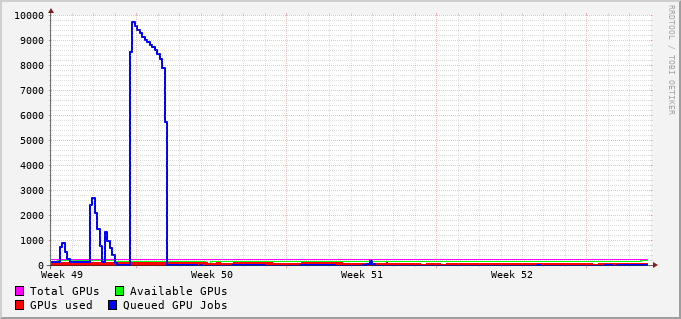 10000
9000
8000
7000
6000
5000
4000
3000
2000
1000
0
Week 49 Week 50 Week 51 Week 52
Total GPUs Available GPUs
GPUs used Queued GPU Jobs
RRDTOOL / TOBI OETIKER